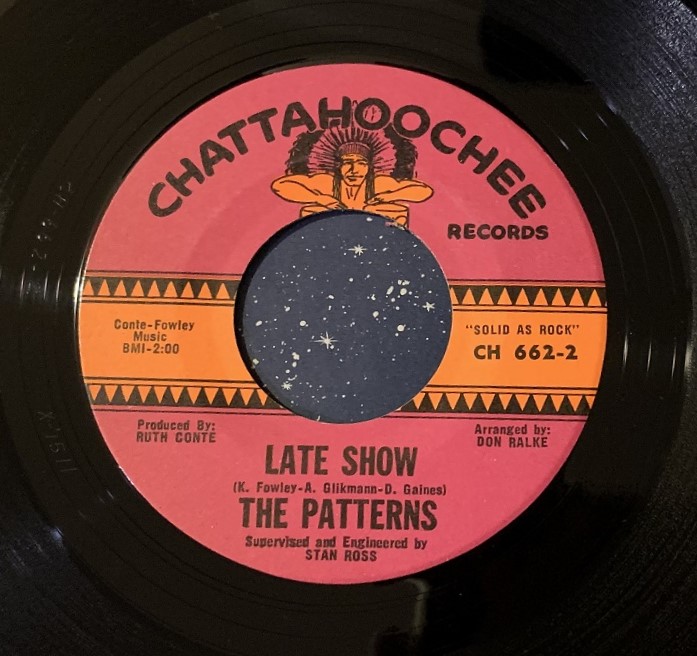 CHATTAHOOCHEE
RECORDS
Conte-Fowley
Music
BMI-2:00
"SOLID AS ROCK"
CH 662-2
Produced By:
RUTH CONTE
Arranged by:
DON RALKE
LATE SHOW
(K. Fowley-A. Glikmann-D. Gaines)
THE PATTERNS
Supervised and Engineered by
STAN ROSS